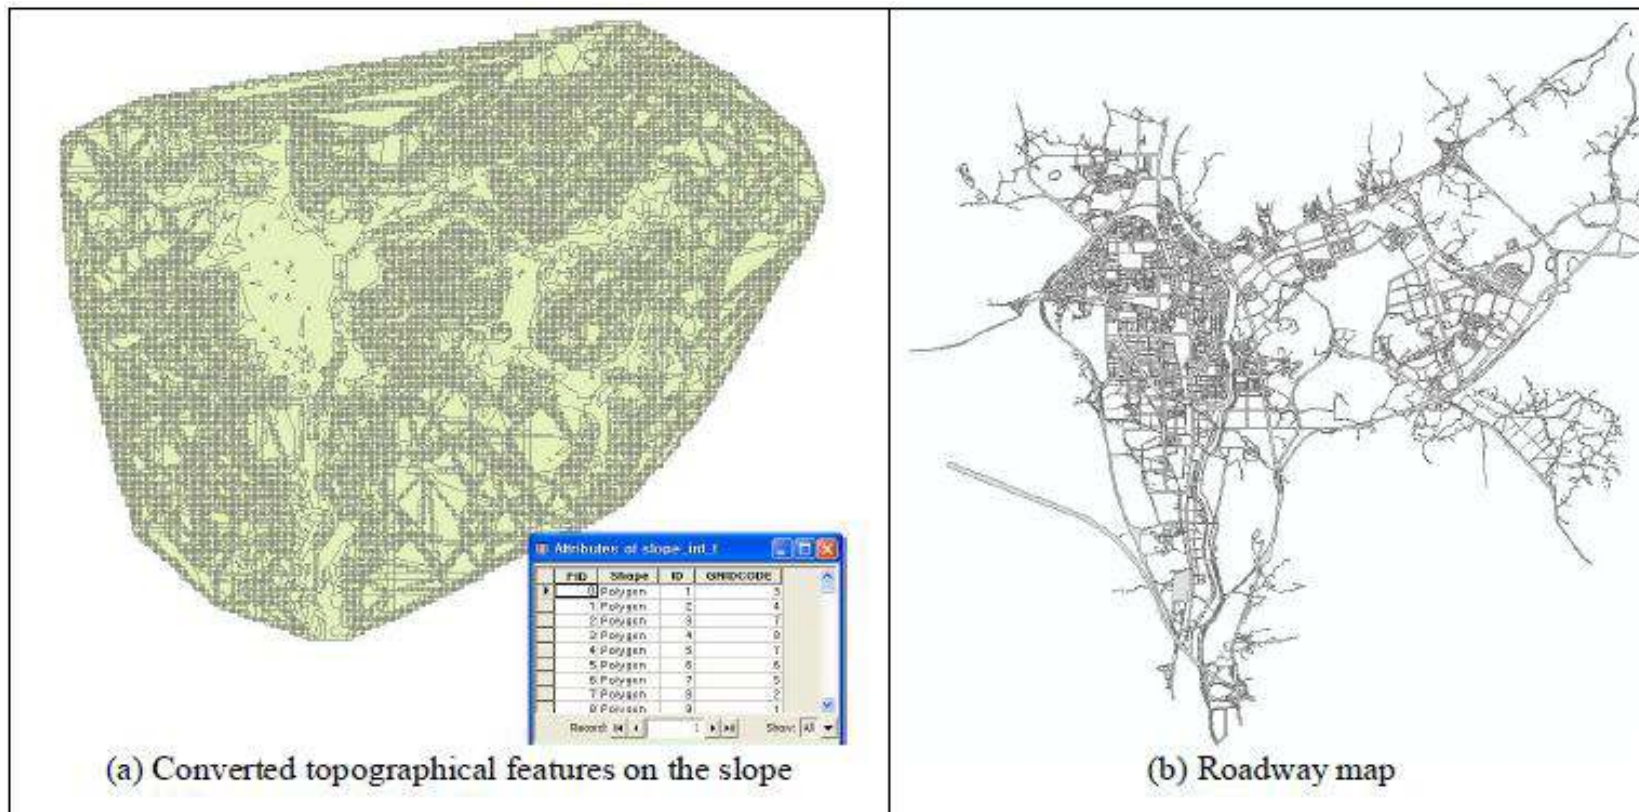 Attributes of slope_int_t
FID Shape ID GRIDCODE
0 Polygon 1 3
1 Polygon 2 4
2 Polygon 3 7
3 Polygon 4 8
4 Polygon 5 7
5 Polygon 6 6
6 Polygon 7 5
7 Polygon 8 2
8 Polygon 9 1
Record: 1 Show: All
(a) Converted topographical features on the slope
(b) Roadway map